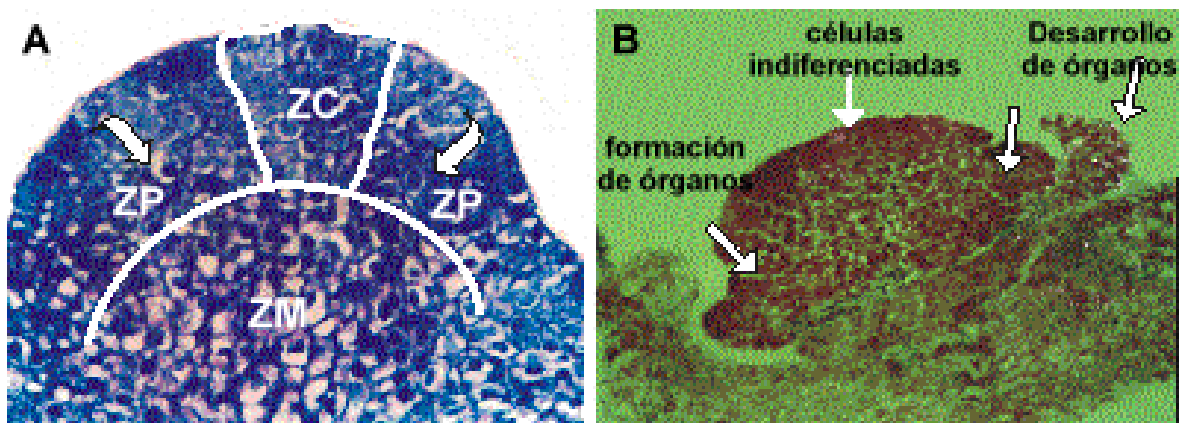 A
ZC
ZP
ZP
ZM
B
células
indiferenciadas
Desarrollo
de órganos
formación
de órganos